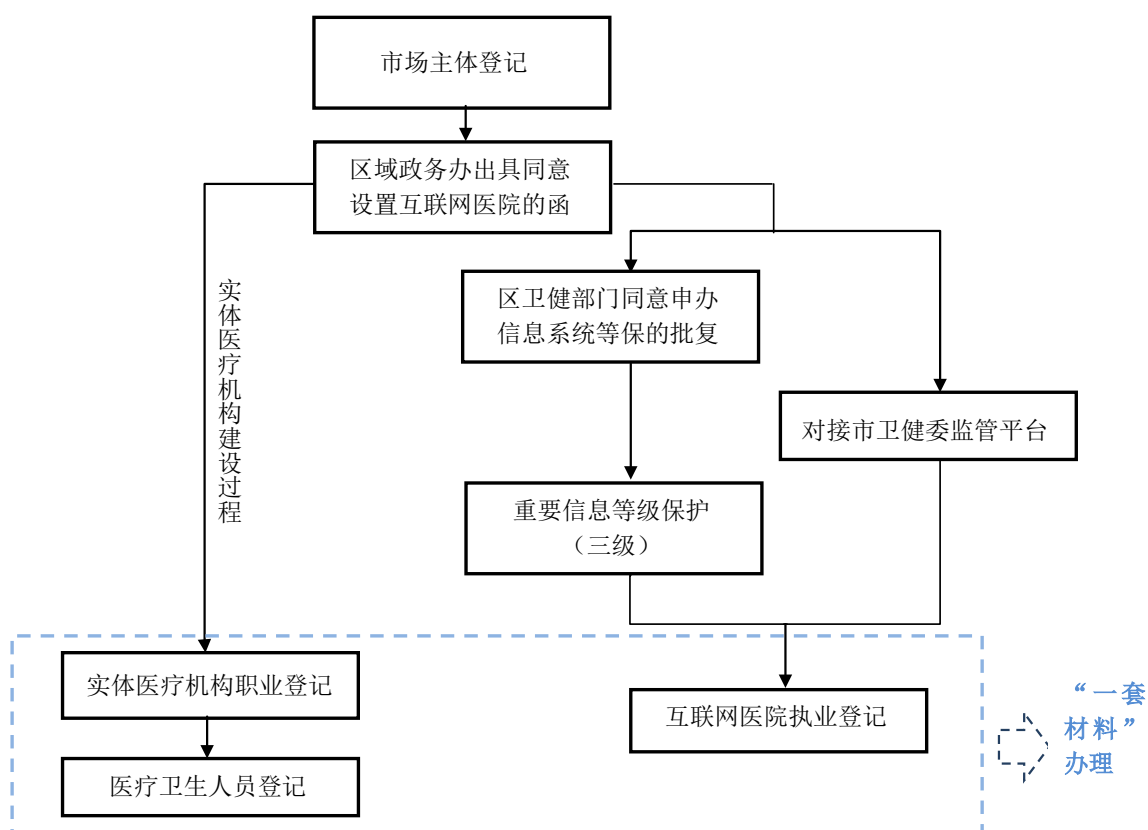 市场主体登记
区域政务办出具同意
设置互联网医院的函
实体医疗机构建设过程
区卫健部门同意申办
信息系统等保的批复
对接市卫健委监管平台
重要信息等级保护
（三级）
实体医疗机构职业登记
互联网医院执业登记
医疗卫生人员登记
“一套
材料”
办理